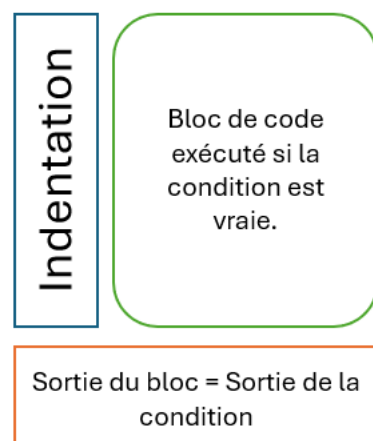 Indentation
Bloc de code
exécuté si la
condition est
vraie.
Sortie du bloc = Sortie de la
condition